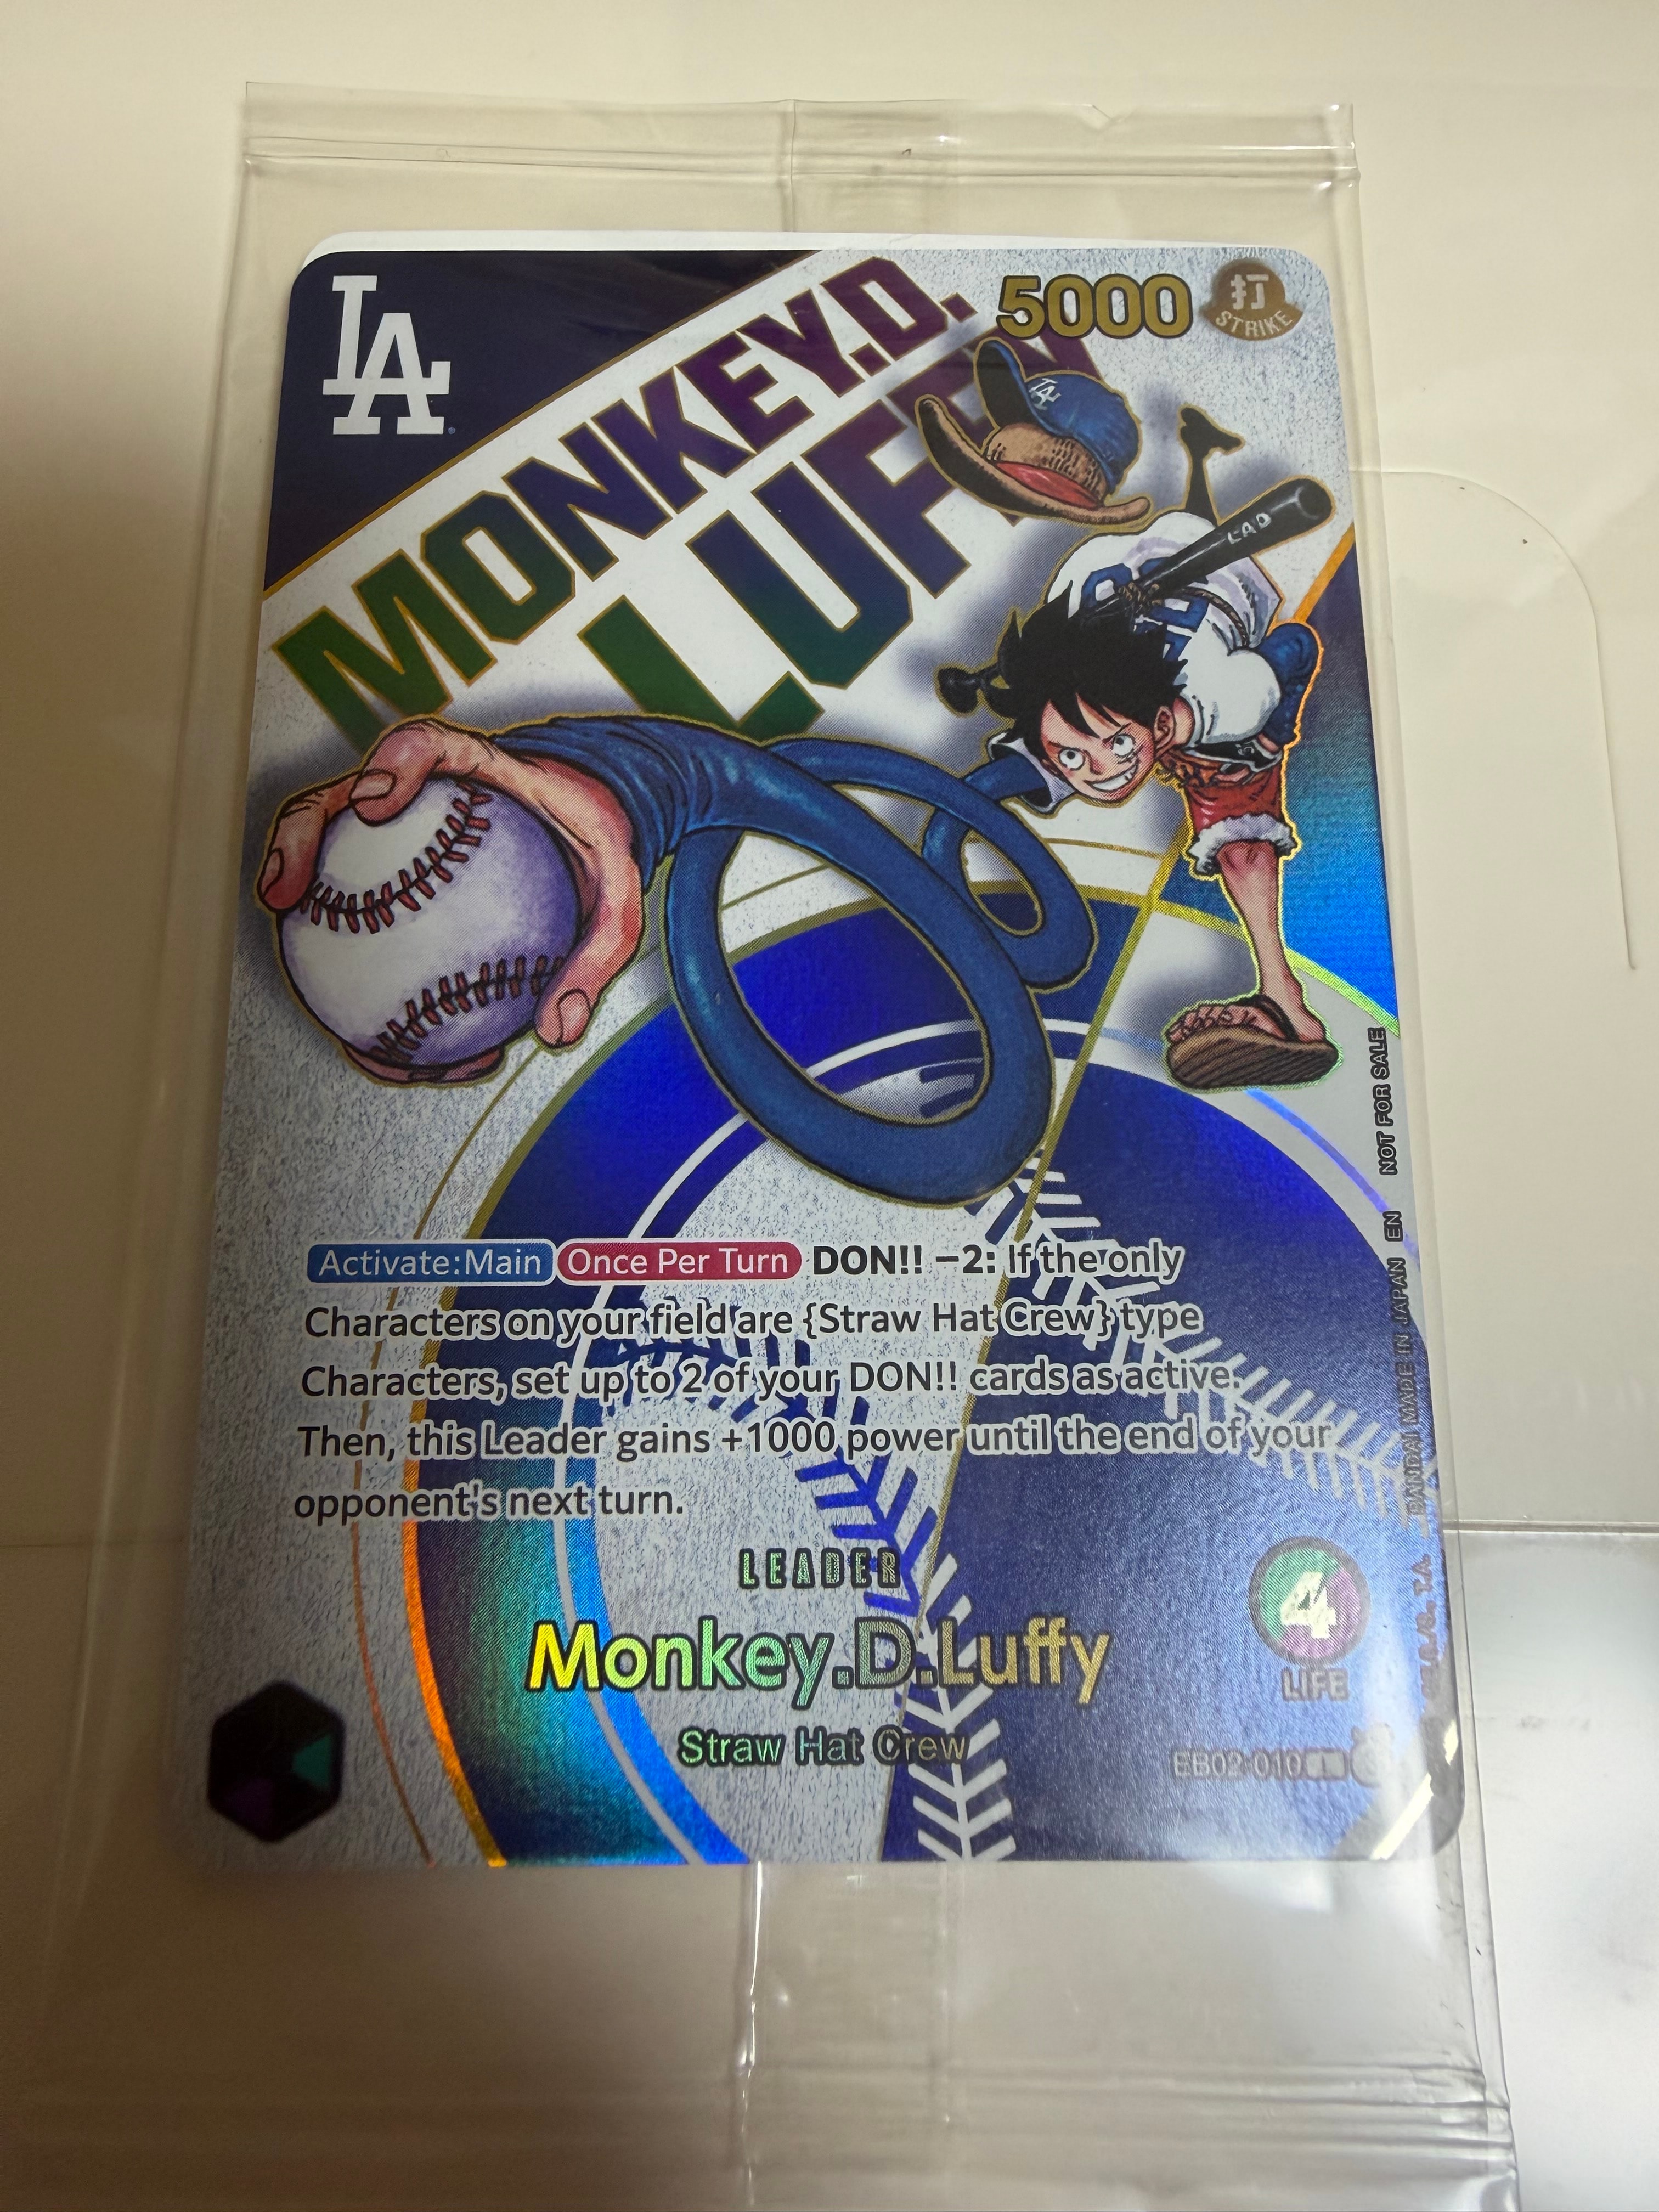 LA
MONKEY.D.
LUFFY
5000
打
STRIKE
LA
LAD
NOT FOR SALE
BANDAI MADE IN JAPAN EN
Activate:Main Once Per Turn DON!! −2: If the only
Characters on your field are {Straw Hat Crew} type
Characters, set up to 2 of your DON!! cards as active.
Then, this Leader gains +1000 power until the end of your
opponent's next turn.
LEADER
Monkey.D.Luffy
Straw Hat Crew
4
LIFE
EB02-010 L